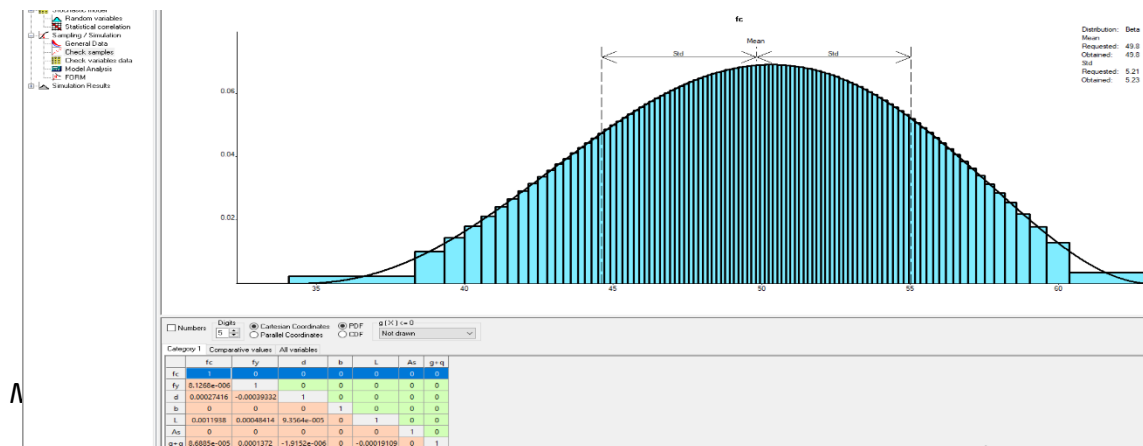 Stochastic model
Random variables
Statistical correlation
Sampling / Simulation
General Data
Check samples
Check variables data
Model Analysis
FORM
Simulation Results
fc
Mean
Std Std
Distribution: Beta
Mean
Requested: 49.8
Obtained: 49.8
Std
Requested: 5.21
Obtained: 5.23
0.06
0.04
0.02
35 40 45 50 55 60
Numbers
Digits
5
Cartesian Coordinates
Parallel Coordinates
PDF
CDF
g ( X ) <= 0
Not drawn
Category 1 Comparative values All variables
fc fy d b L As g+q
fc 1 0 0 0 0 0 0
fy 8.1268e-006 1 0 0 0 0 0
d 0.00027416 -0.00039332 1 0 0 0 0
b 0 0 0 1 0 0 0
L 0.0011938 0.00048414 9.3564e-005 0 1 0 0
As 0 0 0 0 0 1 0
g+q 8.6885e-005 0.0001372 -1.9152e-006 0 -0.00019109 0 1